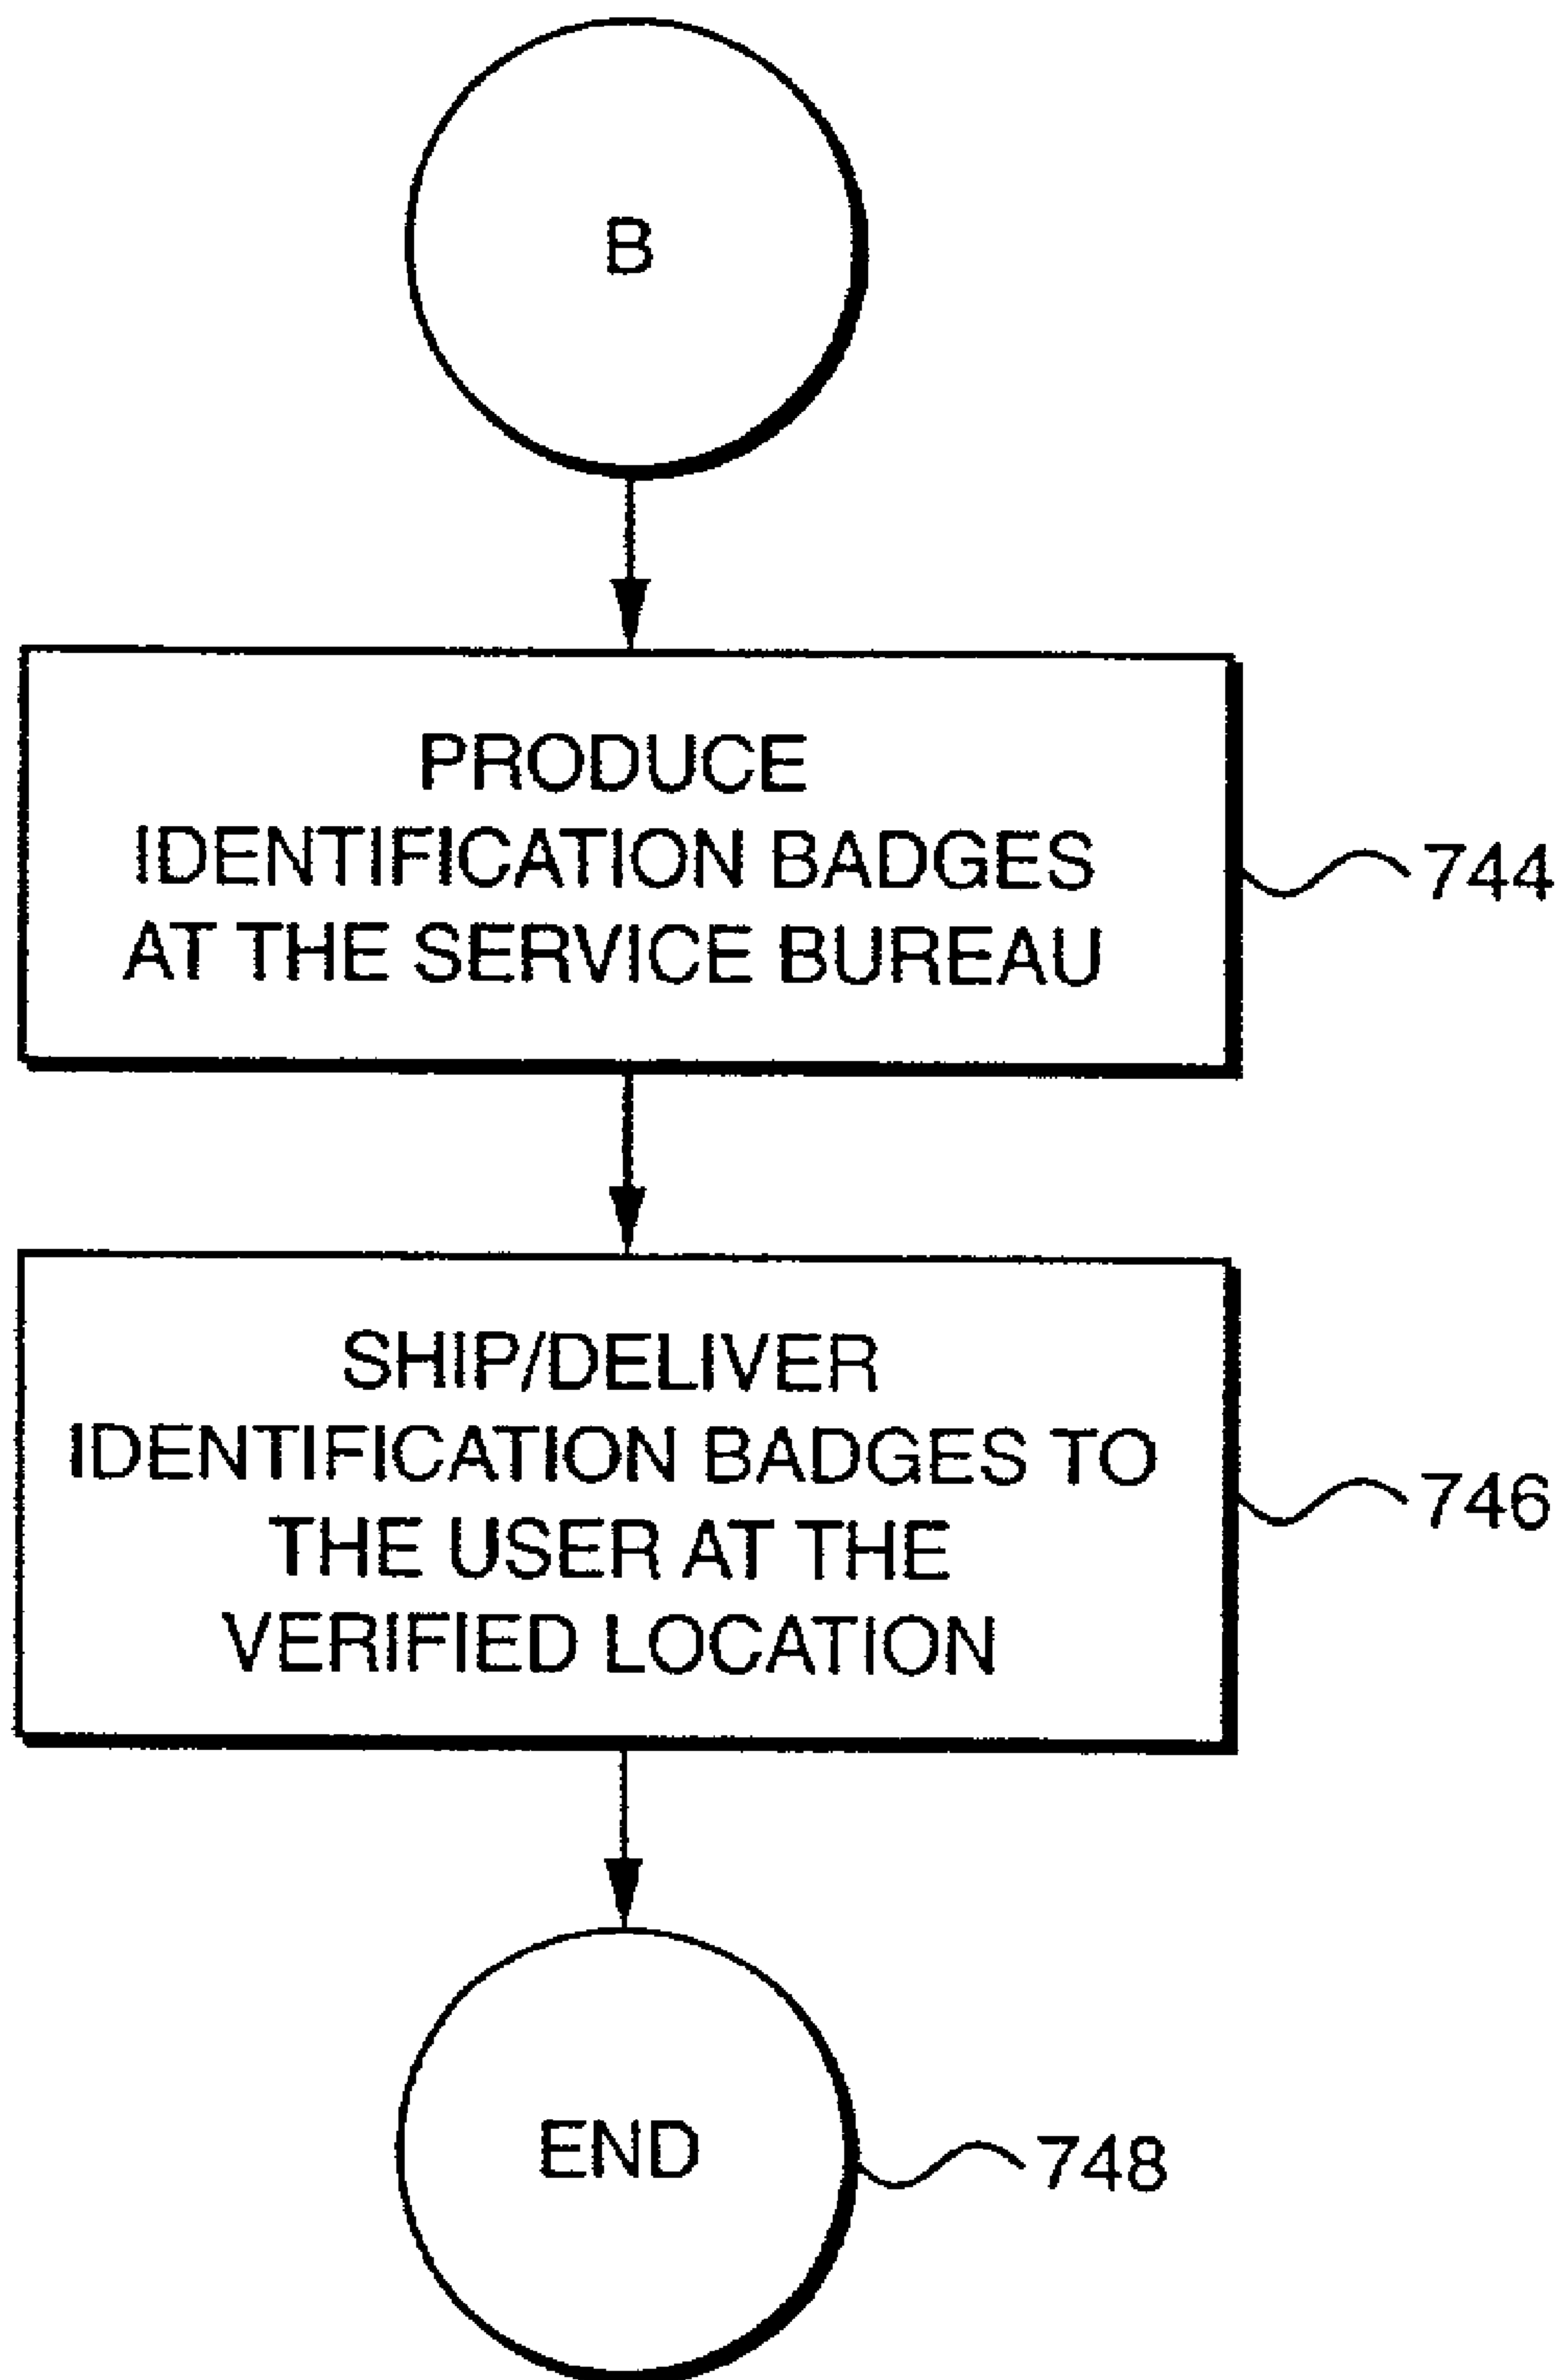 B
PRODUCE
IDENTIFICATION BADGES
AT THE SERVICE BUREAU
744
SHIP/DELIVER
IDENTIFICATION BADGES TO
THE USER AT THE
VERIFIED LOCATION
746
END
748